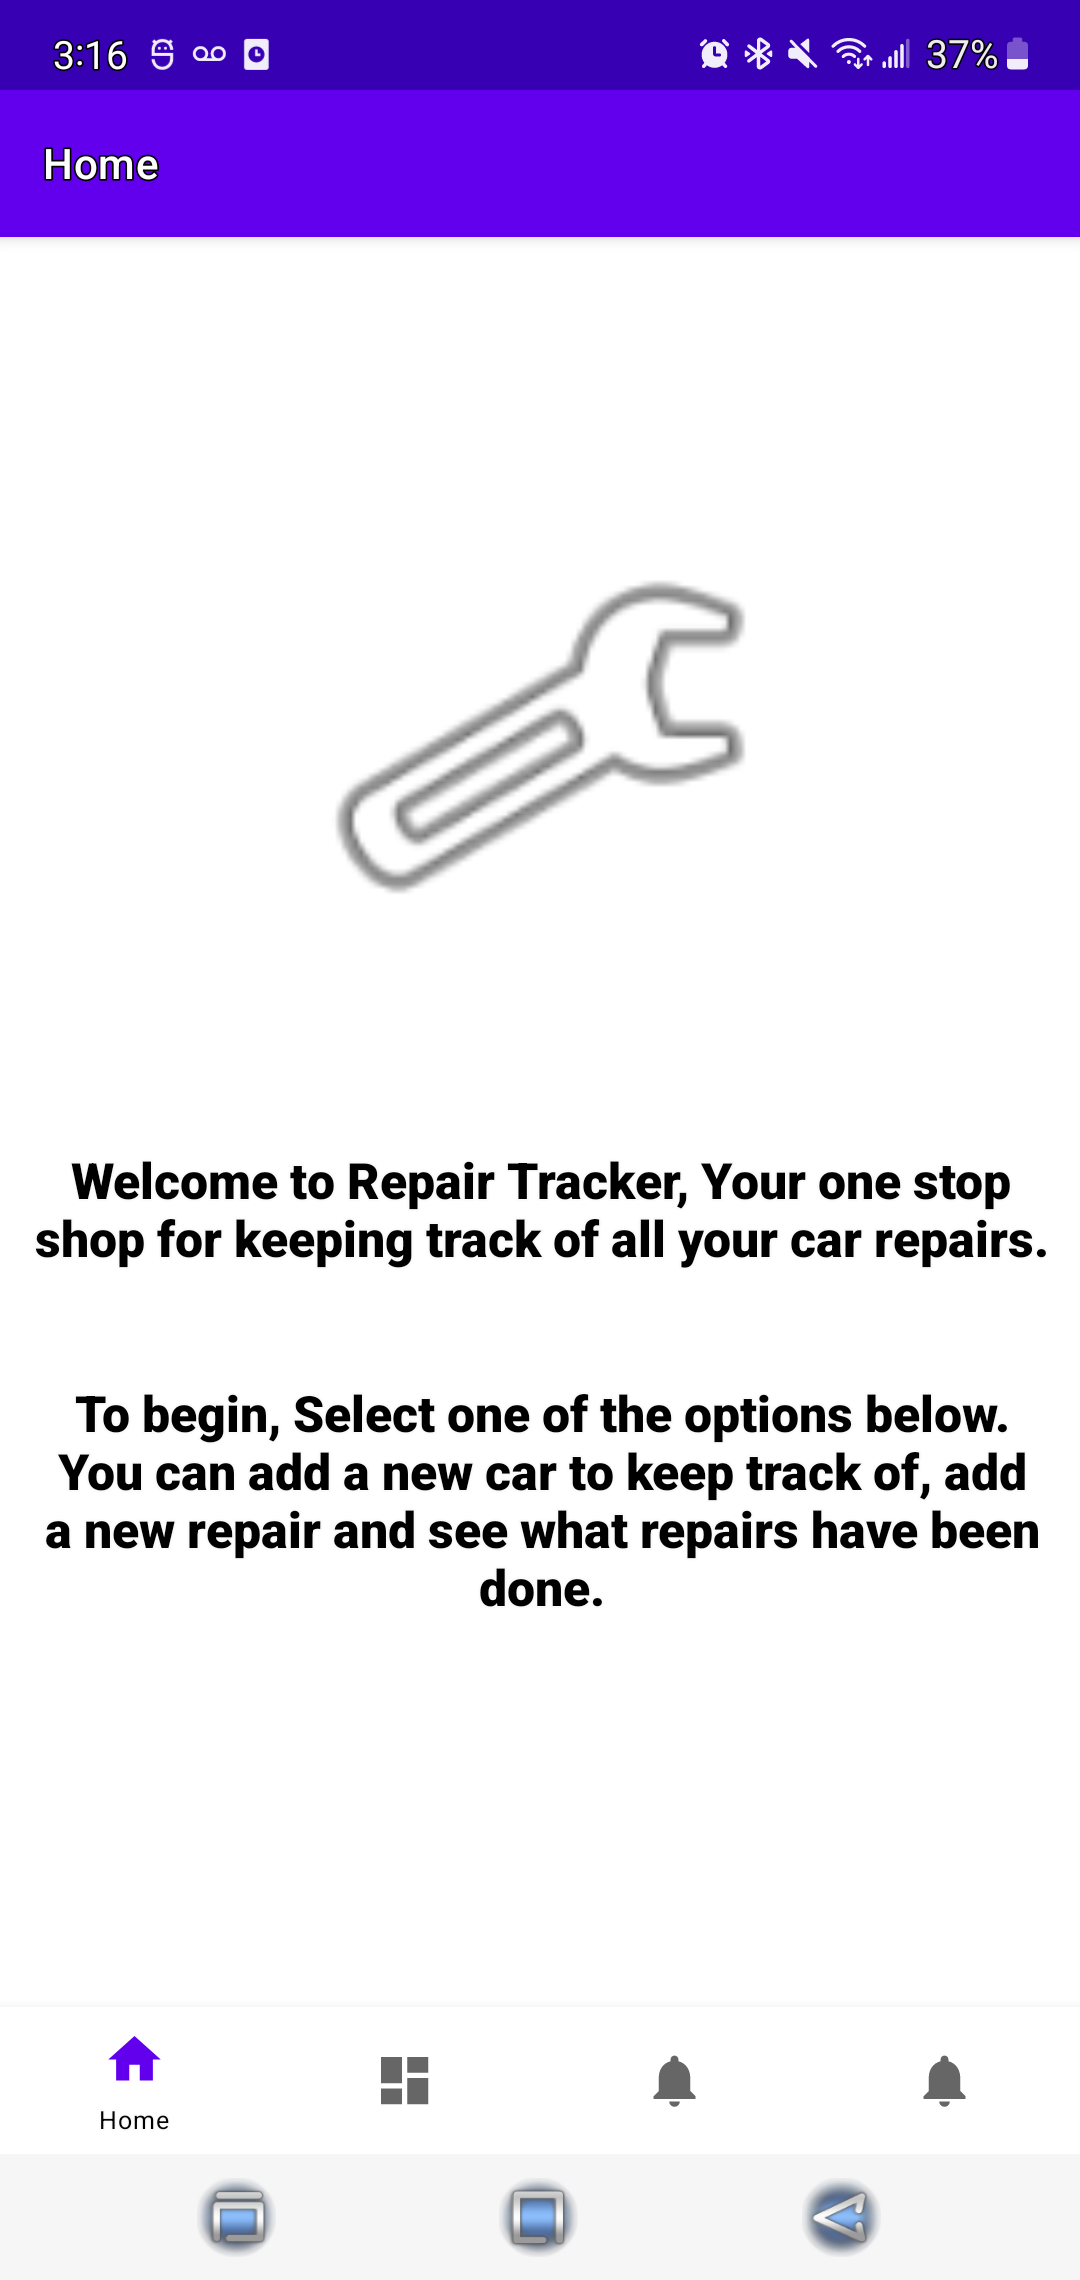 3:16 37%
Home
Welcome to Repair Tracker, Your one stop
shop for keeping track of all your car repairs.
To begin, Select one of the options below.
You can add a new car to keep track of, add
a new repair and see what repairs have been
done.
Home